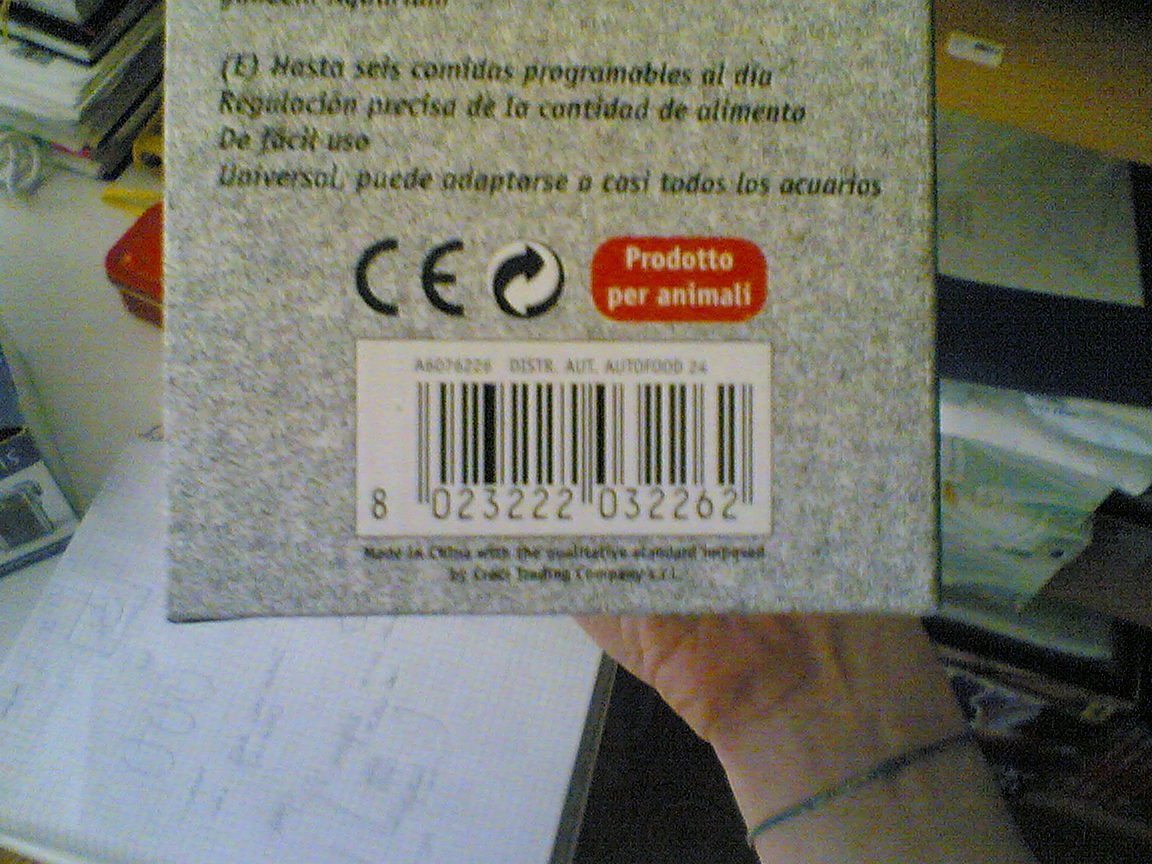 (E) Hasta seis comidas programables al día
Regulación precisa de la cantidad de alimento
De fácil uso
Universal, puede adaptarse a casi todos los acuarios
CE
Prodotto
per animali
A6076226 DISTR. AUT. AUTOFOOD 24
8 023222 032262
Made in China with the qualitative standard imposed
by Croci Trading Company s.r.l.